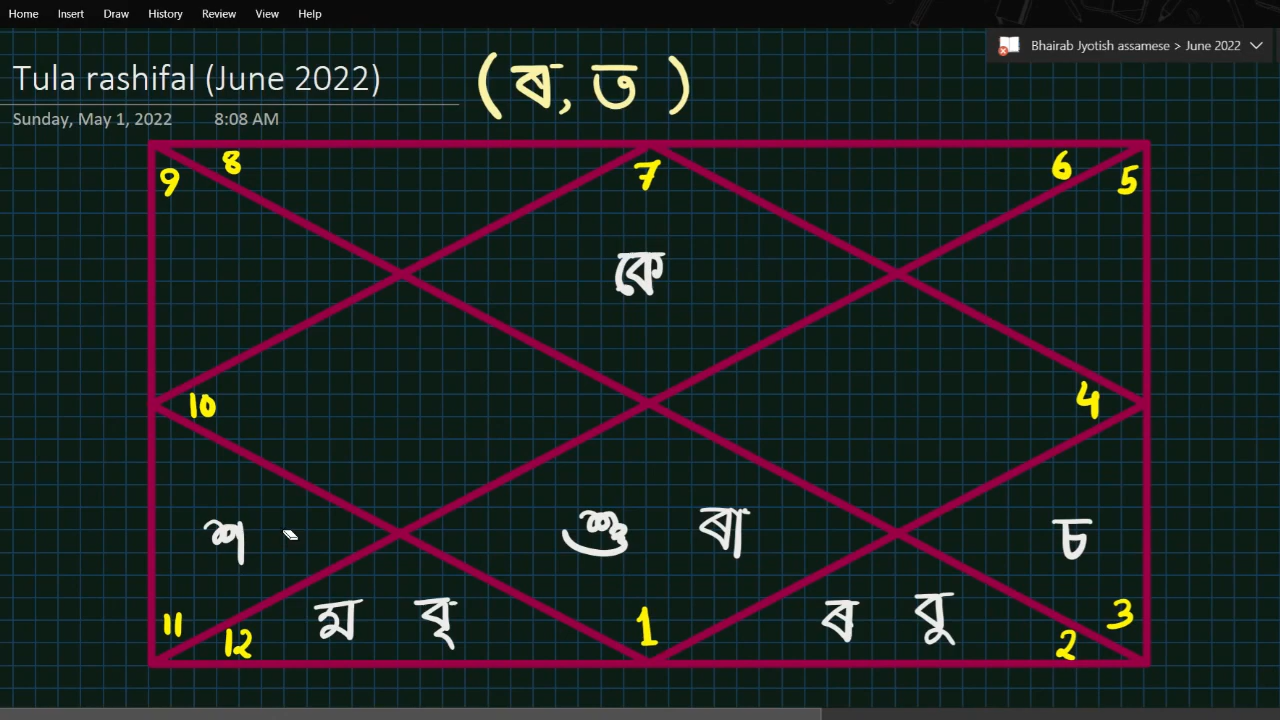 Home Insert Draw History Review View Help
Bhairab Jyotish assamese > June 2022
Tula rashifal (June 2022) (ৰ, ত )
Sunday, May 1, 2022 8:08 AM
9 8 7 6 5
কে
10 4
শ শু ৰা চ
ম বৃ ৰ বু
11 12 1 2 3